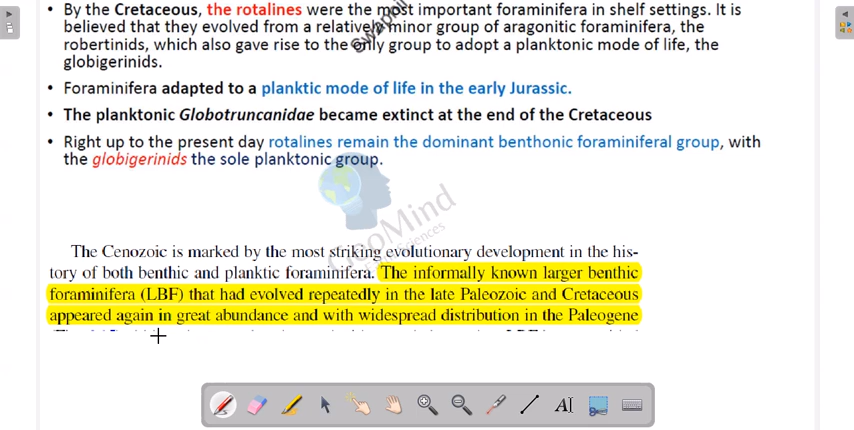 • By the Cretaceous, the rotalines were the most important foraminifera in shelf settings. It is
believed that they evolved from a relatively minor group of aragonitic foraminifera, the
robertinids, which also gave rise to the only group to adopt a planktonic mode of life, the
globigerinids.
• Foraminifera adapted to a planktic mode of life in the early Jurassic.
• The planktonic Globotruncanidae became extinct at the end of the Cretaceous
• Right up to the present day rotalines remain the dominant benthonic foraminiferal group, with
the globigerinids the sole planktonic group.
GeoMind
Sciences
The Cenozoic is marked by the most striking evolutionary development in the his-
tory of both benthic and planktic foraminifera. The informally known larger benthic
foraminifera (LBF) that had evolved repeatedly in the late Paleozoic and Cretaceous
appeared again in great abundance and with widespread distribution in the Paleogene
AI